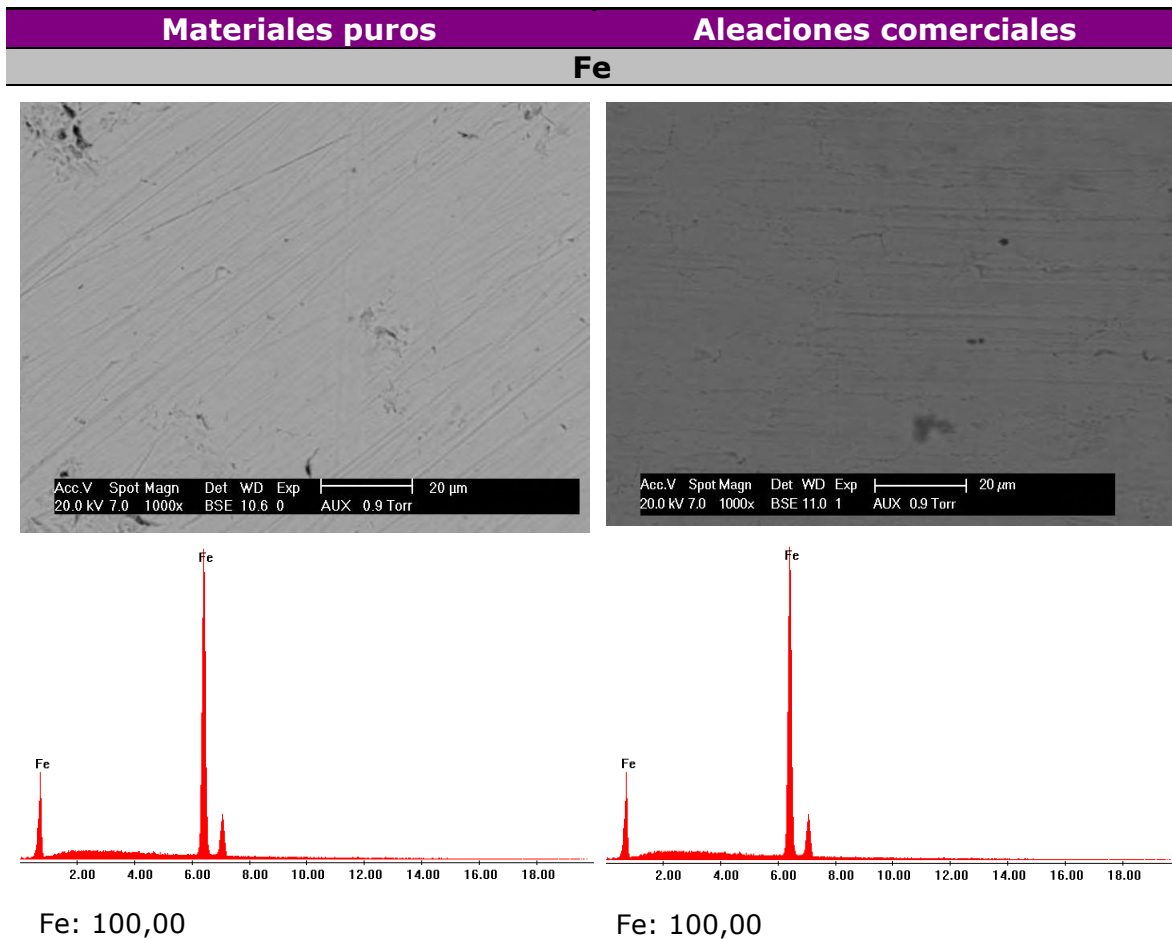 Materiales puros Aleaciones comerciales
Fe
Acc.V Spot Magn Det WD Exp 20 µm
20.0 kV 7.0 1000x BSE 10.6 0 AUX 0.9 Torr
Acc.V Spot Magn Det WD Exp 20 µm
20.0 kV 7.0 1000x BSE 11.0 1 AUX 0.9 Torr
Fe
Fe
2.00 4.00 6.00 8.00 10.00 12.00 14.00 16.00 18.00
Fe
Fe
2.00 4.00 6.00 8.00 10.00 12.00 14.00 16.00 18.00
Fe: 100,00 Fe: 100,00